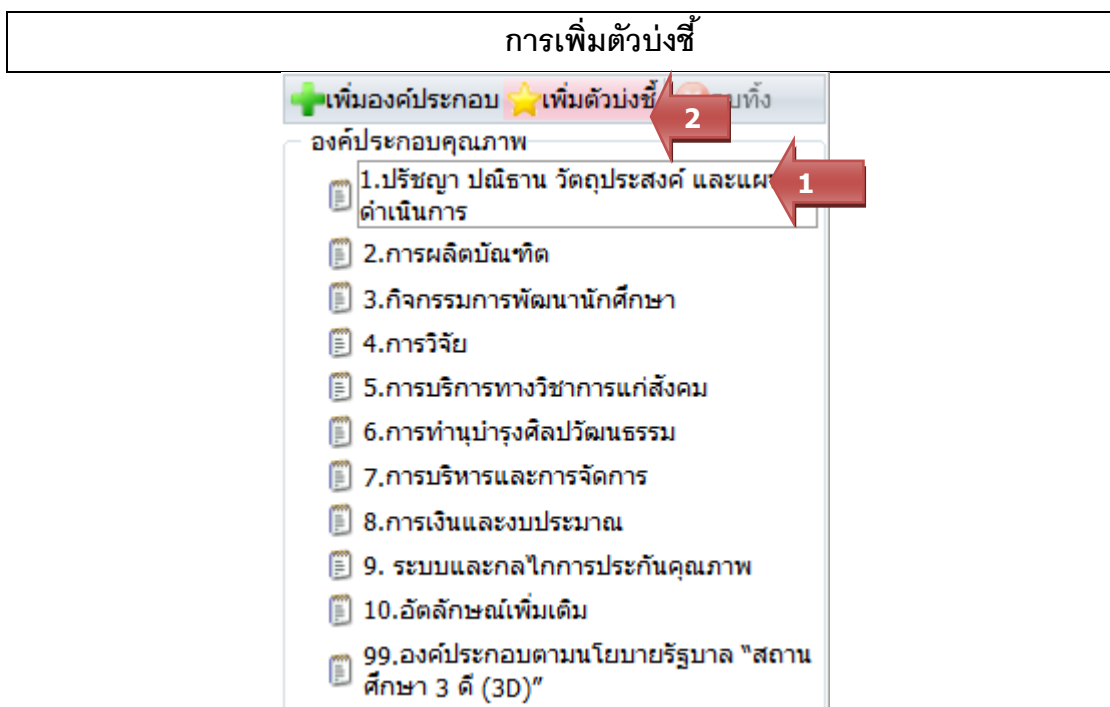 การเพิ่มตัวบ่งชี้
เพิ่มองค์ประกอบ เพิ่มตัวบ่งชี้
2
องค์ประกอบคุณภาพ
1.ปรัชญา ปณิธาน วัตถุประสงค์ และแผน 1
ดำเนินการ
2.การผลิตบัณฑิต
3.กิจกรรมการพัฒนานักศึกษา
4.การวิจัย
5.การบริการทางวิชาการแก่สังคม
6.การทำนุบำรุงศิลปวัฒนธรรม
7.การบริหารและการจัดการ
8.การเงินและงบประมาณ
9. ระบบและกลไกการประกันคุณภาพ
10.อัตลักษณ์เพิ่มเติม
99.องค์ประกอบตามนโยบายรัฐบาล "สถาน
ศึกษา 3 ดี (3D)"